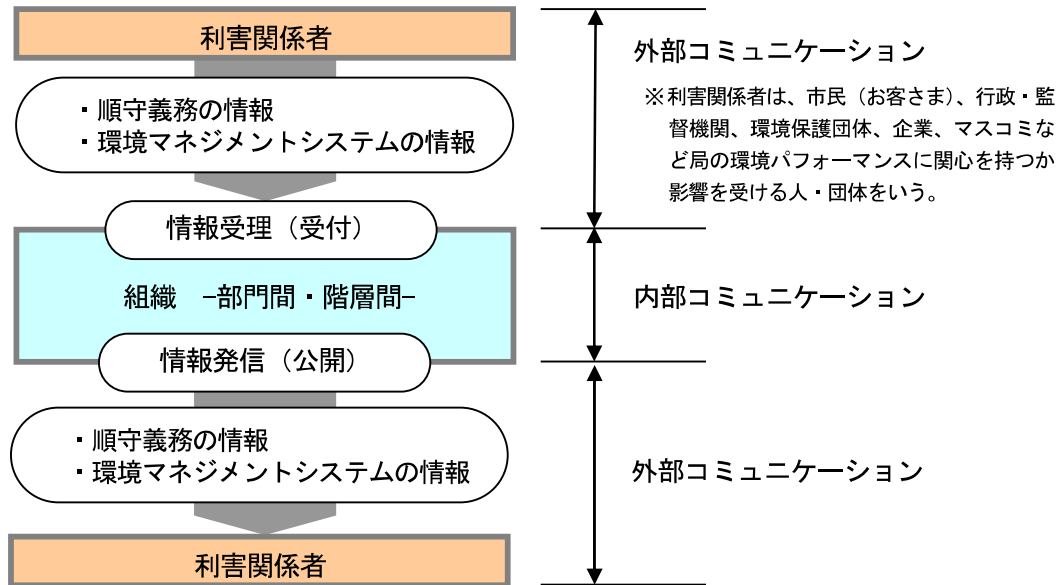 利害関係者
・順守義務の情報
・環境マネジメントシステムの情報
情報受理（受付）
組織　-部門間・階層間-
情報発信（公開）
・順守義務の情報
・環境マネジメントシステムの情報
利害関係者
外部コミュニケーション
※利害関係者は、市民（お客さま）、行政・監
督機関、環境保護団体、企業、マスコミな
ど局の環境パフォーマンスに関心を持つか
影響を受ける人・団体をいう。
内部コミュニケーション
外部コミュニケーション